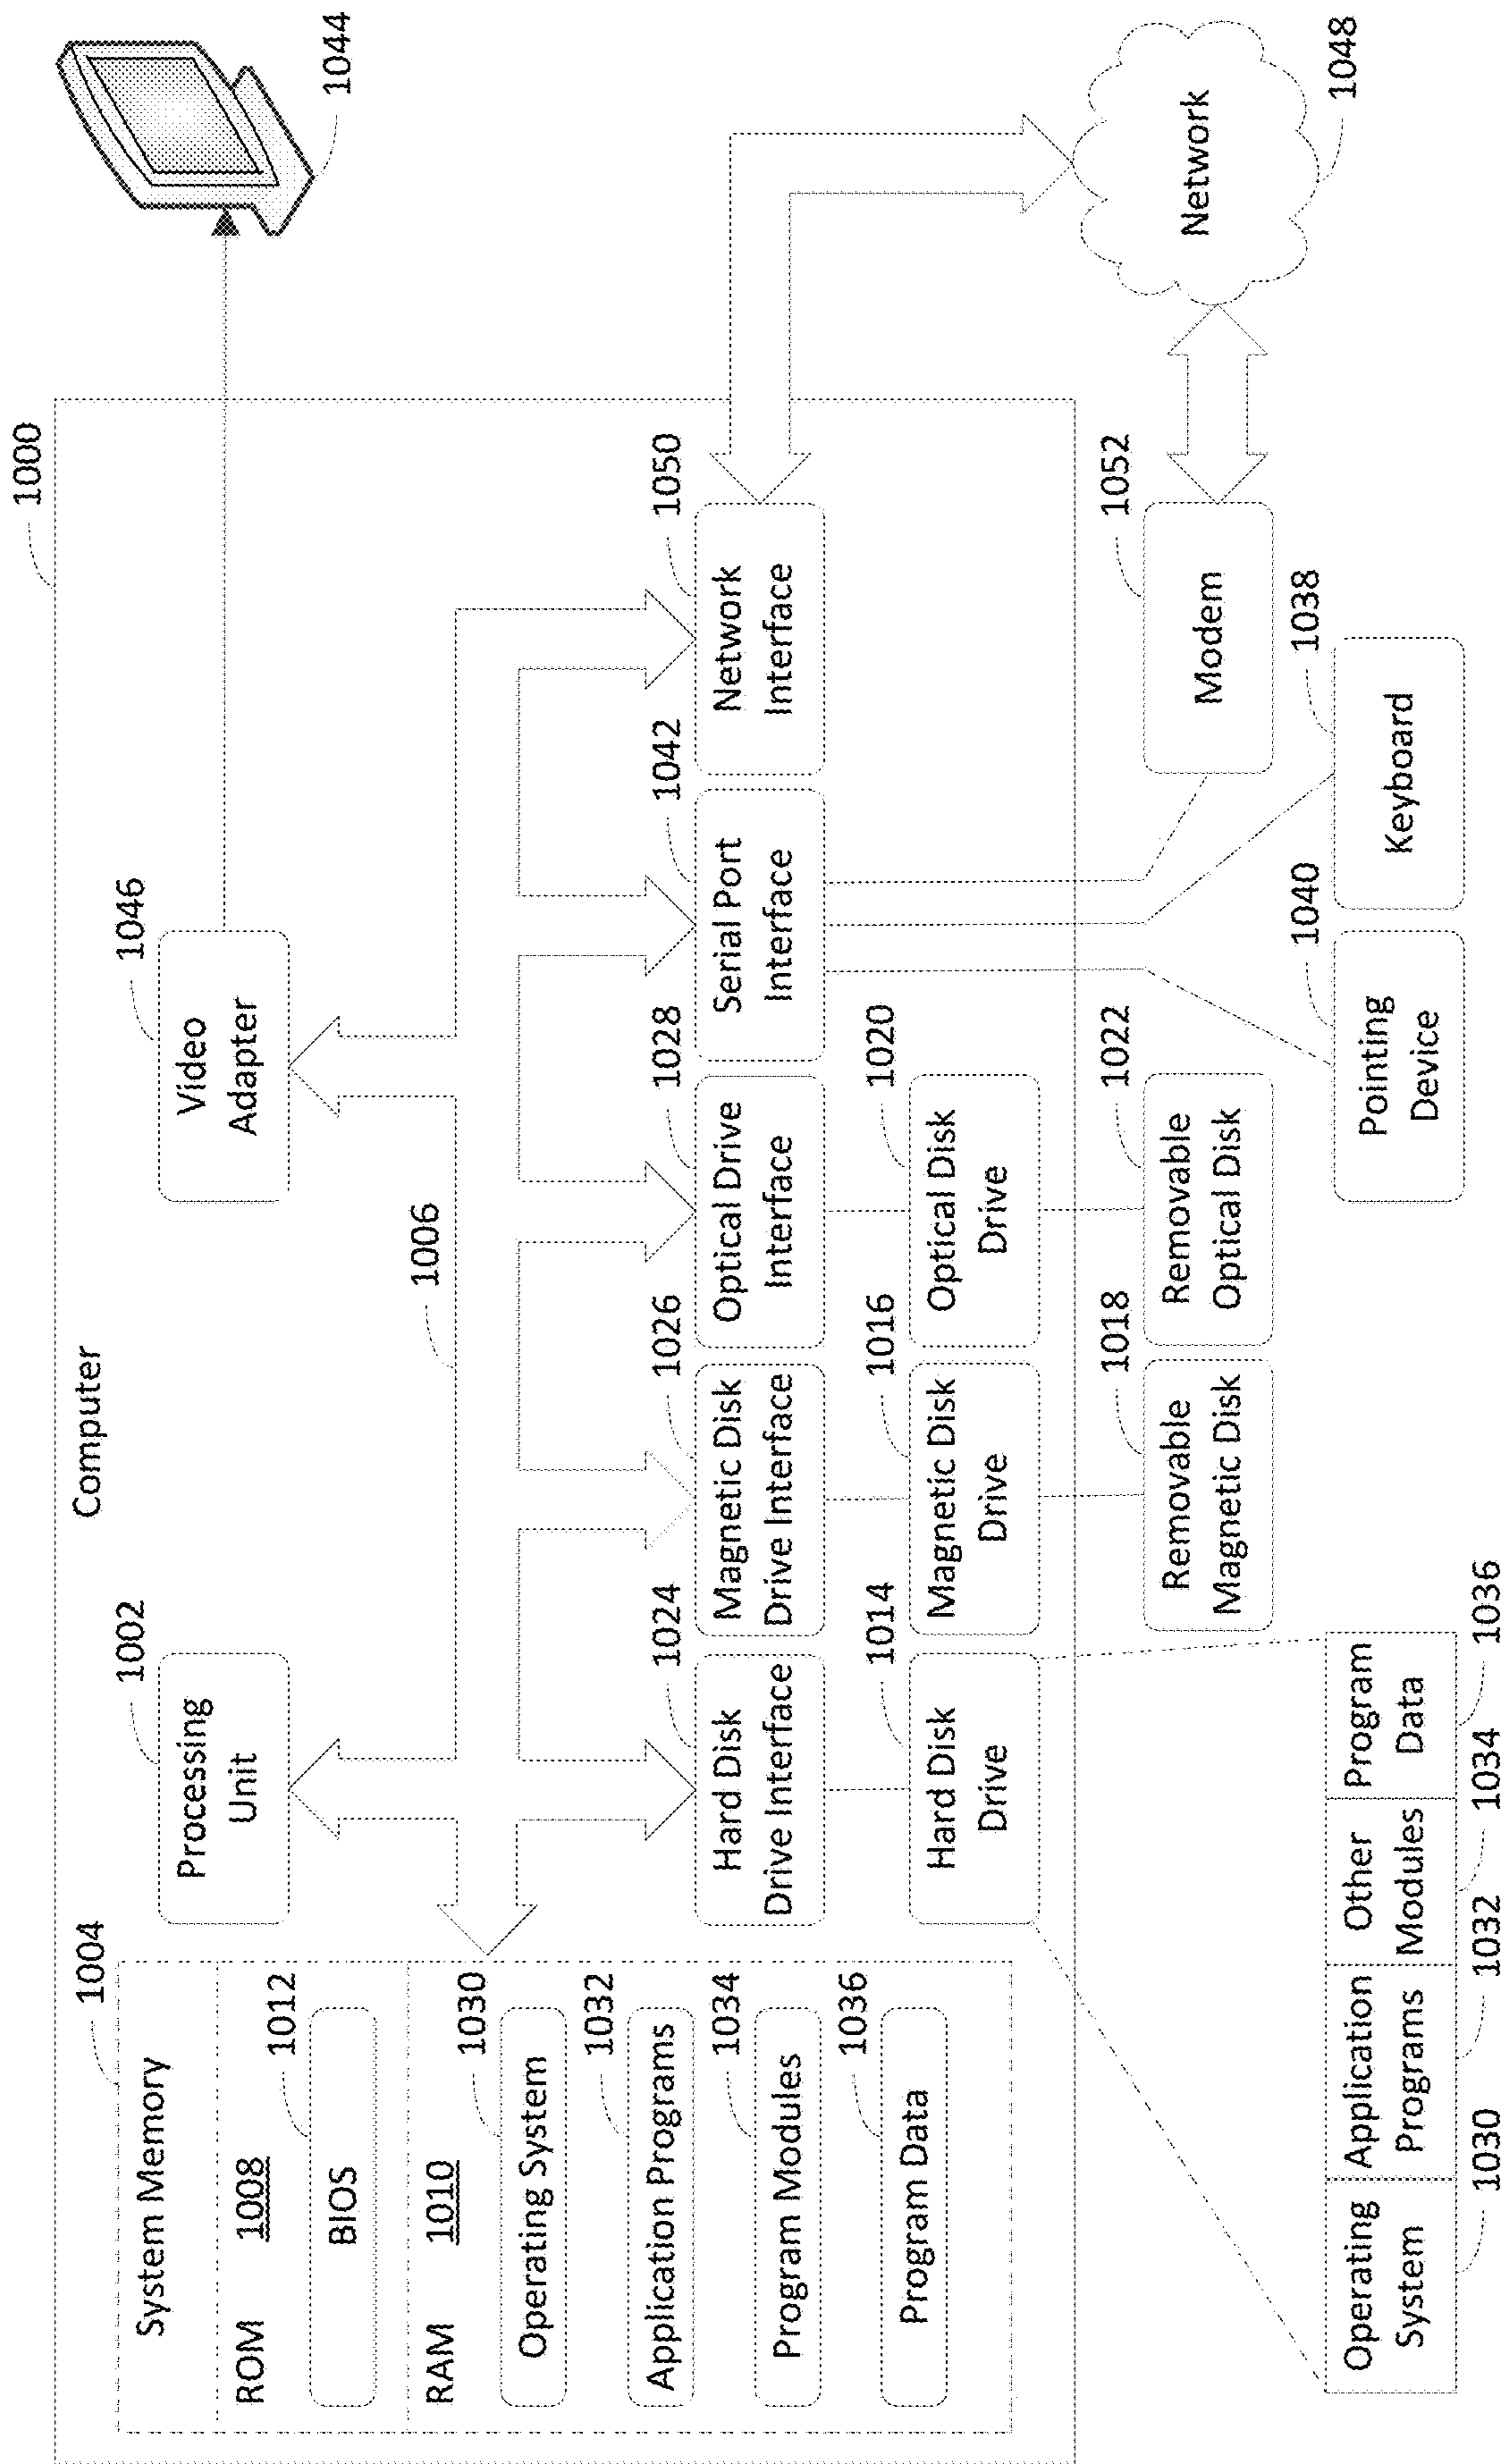 Computer
1000
System Memory
1004
ROM
1008
1012
BIOS
RAM
1010
1030
Operating System
1032
Application Programs
1034
Program Modules
1036
Program Data
1002
Processing
Unit
1046
Video
Adapter
1044
1006
1024
Hard Disk
Drive Interface
1026
Magnetic Disk
Drive Interface
1028
Optical Drive
Interface
1042
Serial Port
Interface
1050
Network
Interface
1014
Hard Disk
Drive
1016
Magnetic Disk
Drive
1020
Optical Disk
Drive
1018
Removable
Magnetic Disk
1022
Removable
Optical Disk
1052
Modem
Network
1048
1040
Pointing
Device
1038
Keyboard
Operating
System
Application
Programs
Other
Modules
Program
Data
1030
1032
1034
1036